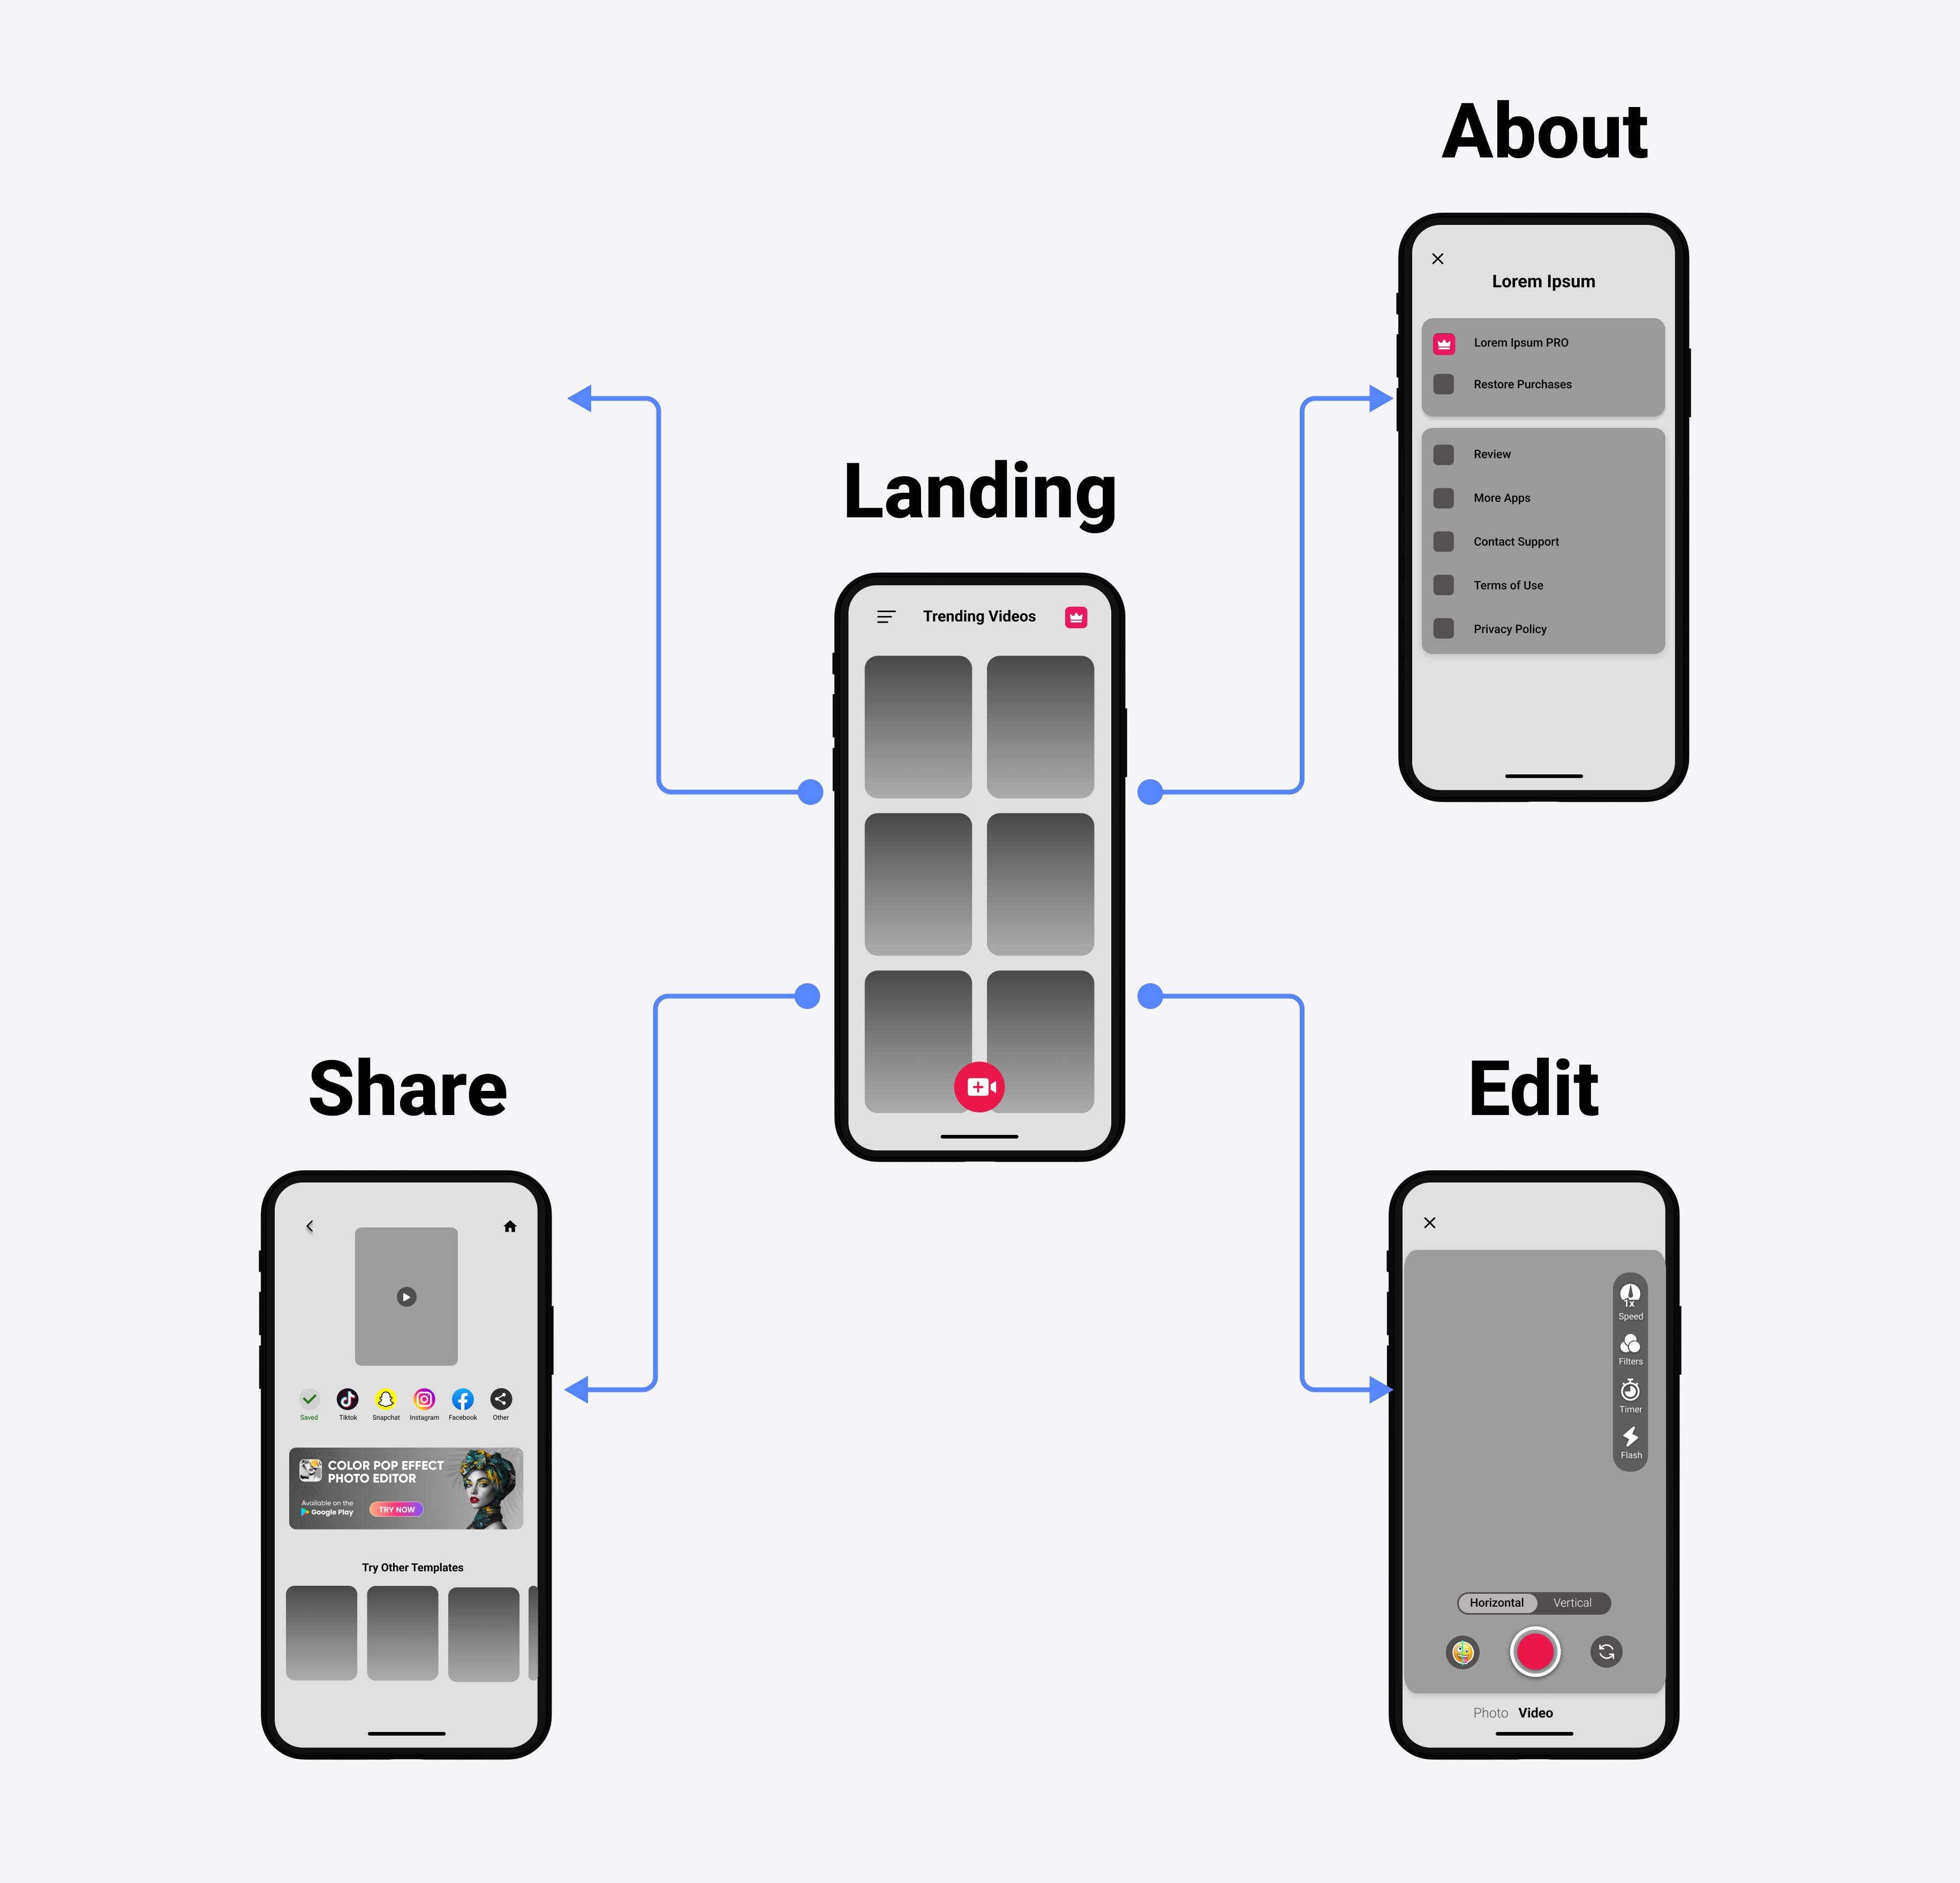 About
Lorem Ipsum
Lorem Ipsum PRO
Restore Purchases
Review
More Apps
Contact Support
Terms of Use
Privacy Policy
Landing
Trending Videos
Share
Saved
Tiktok
Snapchat
Instagram
Facebook
Other
COLOR POP EFFECT
PHOTO EDITOR
Available on the
Google Play
TRY NOW
Try Other Templates
Edit
1x
Speed
Filters
Timer
Flash
Horizontal
Vertical
Photo
Video